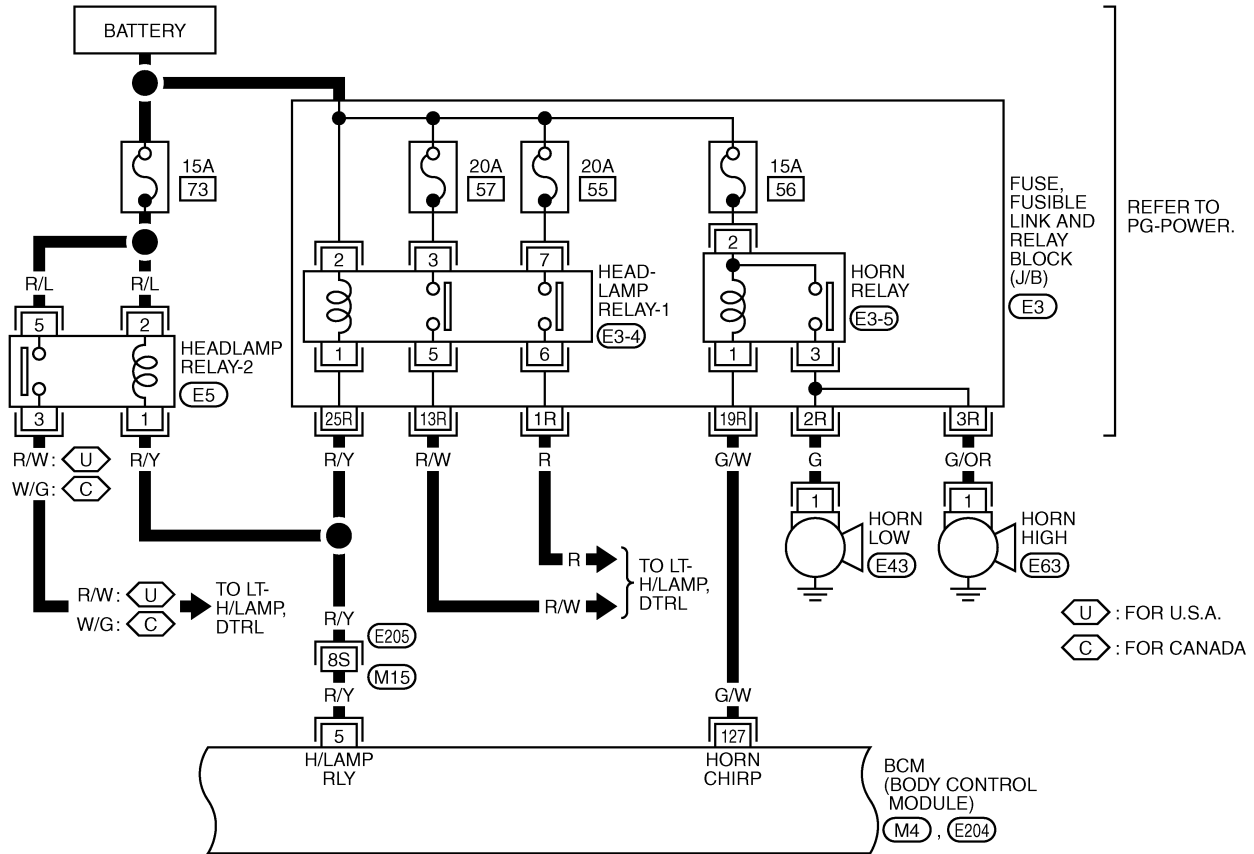 BATTERY
15A
73
20A
57
20A
55
15A
56
FUSE,
FUSIBLE
LINK AND
RELAY
BLOCK
(J/B)
E3
REFER TO
PG-POWER.
R/L
R/L
5
2
HEADLAMP
RELAY-2
E5
3
1
2
3
7
HEAD-
LAMP
RELAY-1
E3-4
1
5
6
2
HORN
RELAY
E3-5
1
3
25R
13R
1R
19R
2R
3R
R/W: U
W/G: C
R/Y
R/Y
R/W
R
G/W
G
G/OR
1
HORN
LOW
E43
1
HORN
HIGH
E63
R/W: U
W/G: C
TO LT-
H/LAMP,
DTRL
R
R/W
TO LT-
H/LAMP,
DTRL
U : FOR U.S.A.
C : FOR CANADA
R/Y
E205
8S
M15
R/Y
G/W
5
127
H/LAMP
RLY
HORN
CHIRP
BCM
(BODY CONTROL
MODULE)
M4 , E204